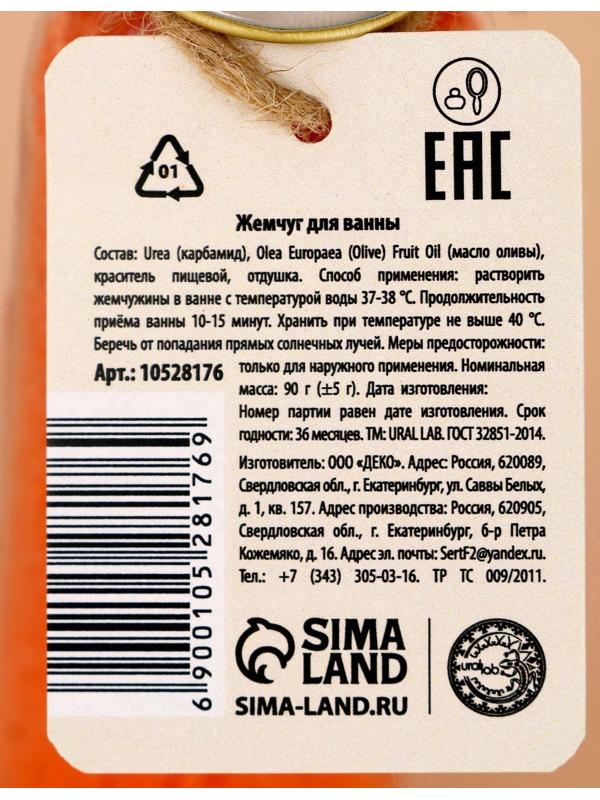 01
EAC
Жемчуг для ванны
Состав: Urea (карбамид), Olea Europaea (Olive) Fruit Oil (масло оливы),
краситель пищевой, отдушка. Способ применения: растворить
жемчужины в ванне с температурой воды 37-38 °С. Продолжительность
приёма ванны 10-15 минут. Хранить при температуре не выше 40 °С.
Беречь от попадания прямых солнечных лучей. Меры предосторожности:
только для наружного применения. Номинальная
Арт.: 10528176
масса: 90 г (±5 г). Дата изготовления:
Номер партии равен дате изготовления. Срок
годности: 36 месяцев. ТМ: URAL LAB. ГОСТ 32851-2014.
Изготовитель: ООО «ДЕКО». Адрес: Россия, 620089,
Свердловская обл., г. Екатеринбург, ул. Саввы Белых,
д. 1, кв. 157. Адрес производства: Россия, 620905,
Свердловская обл., г. Екатеринбург, б-р Петра
Кожемяко, д. 16. Адрес эл. почты: SertF2@yandex.ru.
Тел.: +7 (343) 305-03-16. ТР ТС 009/2011.
6 900105 281769
SIMA
LAND
SIMA-LAND.RU
ural lab